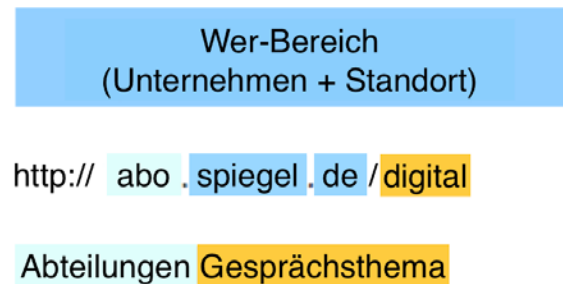 Wer-Bereich
(Unternehmen + Standort)
http:// abo . spiegel . de / digital
Abteilungen Gesprächsthema